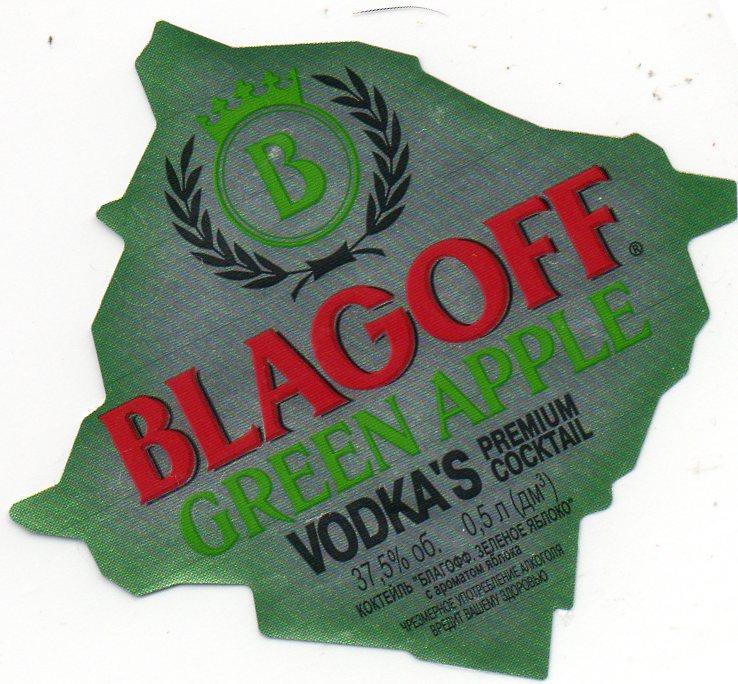 B
BLAGOFF®
GREEN APPLE
VODKA'S PREMIUM COCKTAIL
37,5% об. 0,5 л (дм³)
КОКТЕЙЛЬ "БЛАГОФФ. ЗЕЛЕНОЕ ЯБЛОКО"
с ароматом яблока
ЧРЕЗМЕРНОЕ УПОТРЕБЛЕНИЕ АЛКОГОЛЯ
ВРЕДИТ ВАШЕМУ ЗДОРОВЬЮ